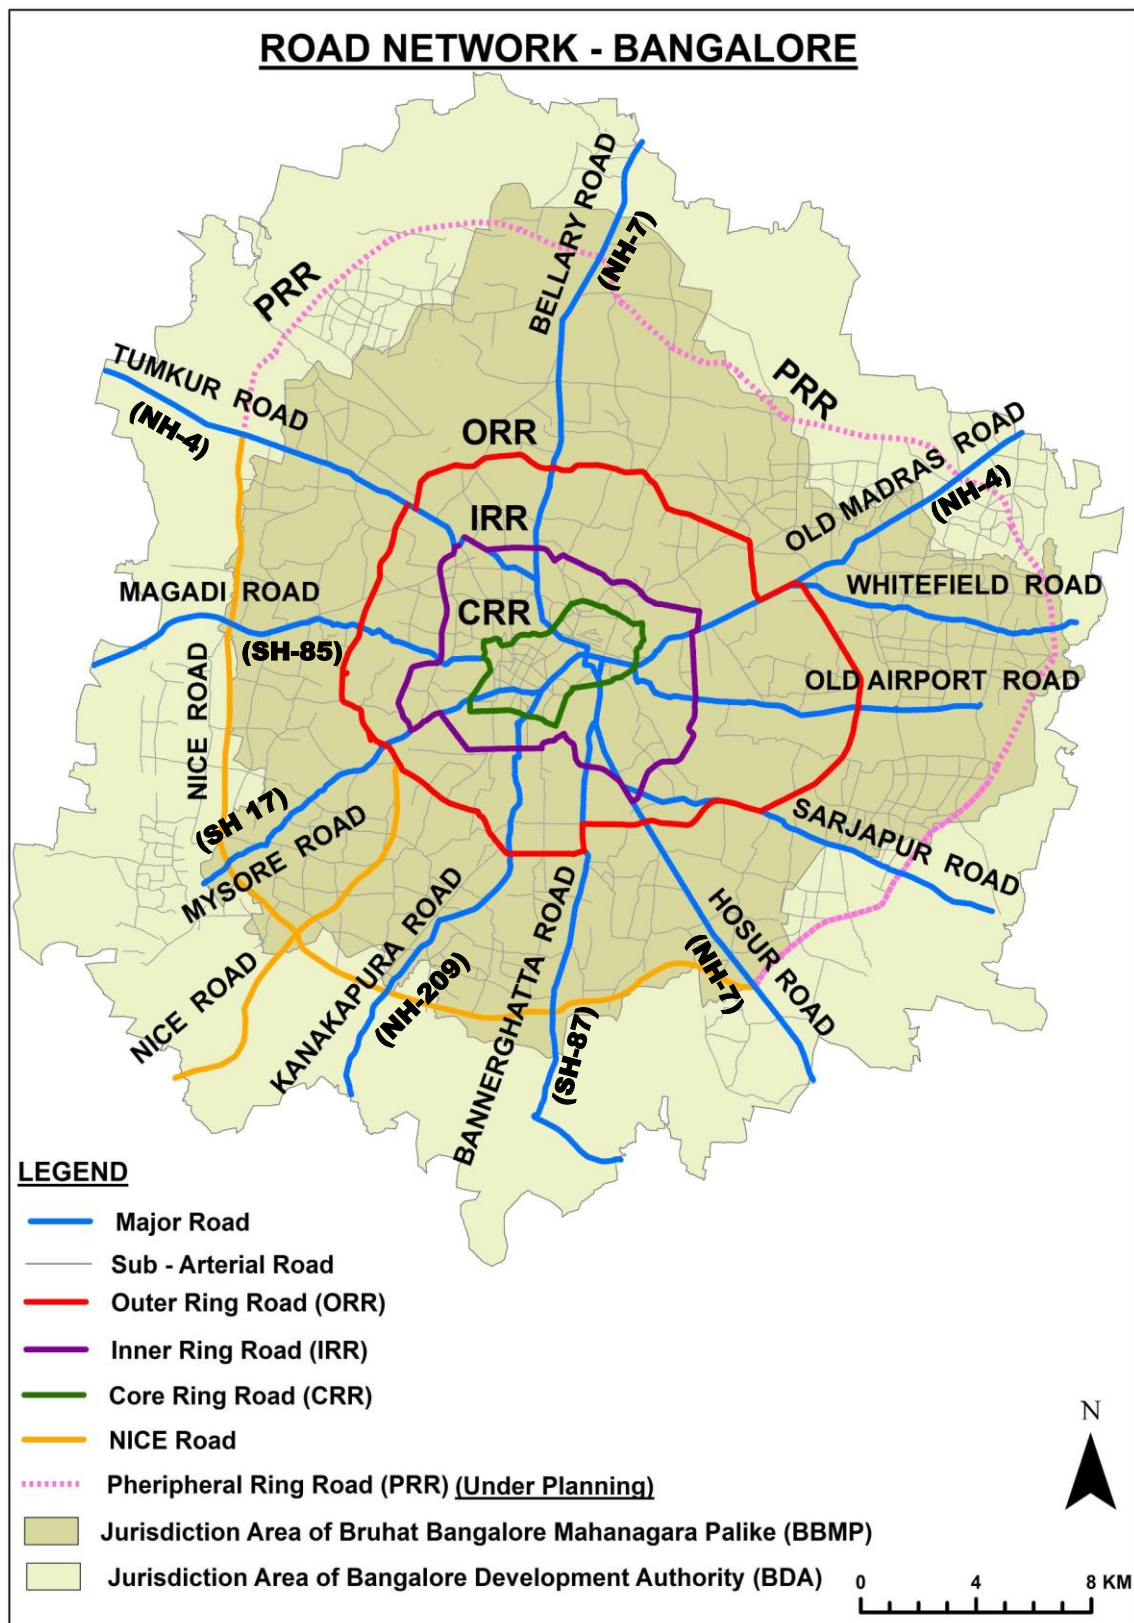 ROAD NETWORK - BANGALORE
BELLARY ROAD
(NH-7)
PRR
PRR
TUMKUR ROAD
(NH-4)
ORR
OLD MADRAS ROAD
(NH-4)
IRR
WHITEFIELD ROAD
MAGADI ROAD
CRR
(SH-85)
NICE ROAD
OLD AIRPORT ROAD
(SH 17)
MYSORE ROAD
SARJAPUR ROAD
HOSUR ROAD
(NH-7)
NICE ROAD
KANAKAPURA ROAD
(NH-209)
BANNERGHATTA ROAD
(SH-87)
LEGEND
Major Road
Sub - Arterial Road
Outer Ring Road (ORR)
Inner Ring Road (IRR)
Core Ring Road (CRR)
NICE Road
Pheripheral Ring Road (PRR) (Under Planning)
Jurisdiction Area of Bruhat Bangalore Mahanagara Palike (BBMP)
Jurisdiction Area of Bangalore Development Authority (BDA)
N
0 4 8 KM